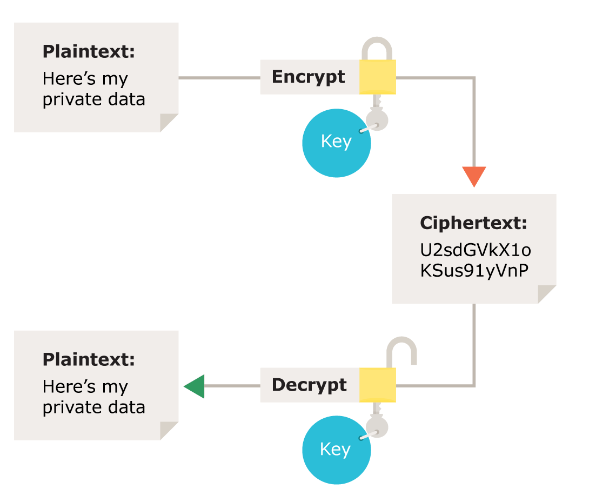 Plaintext:
Here’s my
private data
Encrypt
Key
Ciphertext:
U2sdGVkX1o
KSus91yVnP
Plaintext:
Here’s my
private data
Decrypt
Key